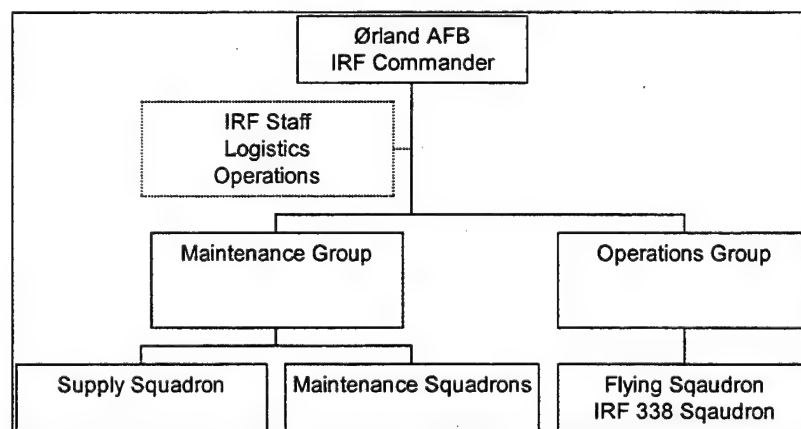 Ørland AFB
IRF Commander
IRF Staff
Logistics
Operations
Maintenance Group
Operations Group
Supply Squadron
Maintenance Squadrons
Flying Sqaudron
IRF 338 Sqaudron